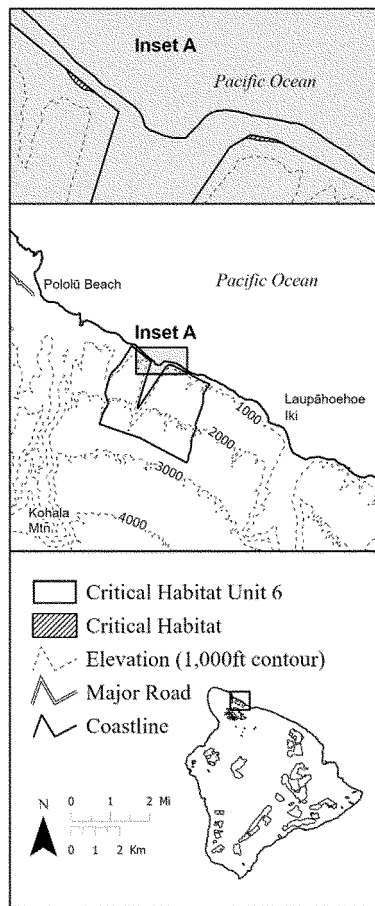 Inset A
Pacific Ocean
Pololū Beach
Pacific Ocean
Inset A
Laupāhoehoe
Iki
1000
2000
3000
4000
Kohala
Mtn.
Critical Habitat Unit 6
Critical Habitat
Elevation (1,000ft contour)
Major Road
Coastline
N
0 1 2 Mi
0 1 2 Km